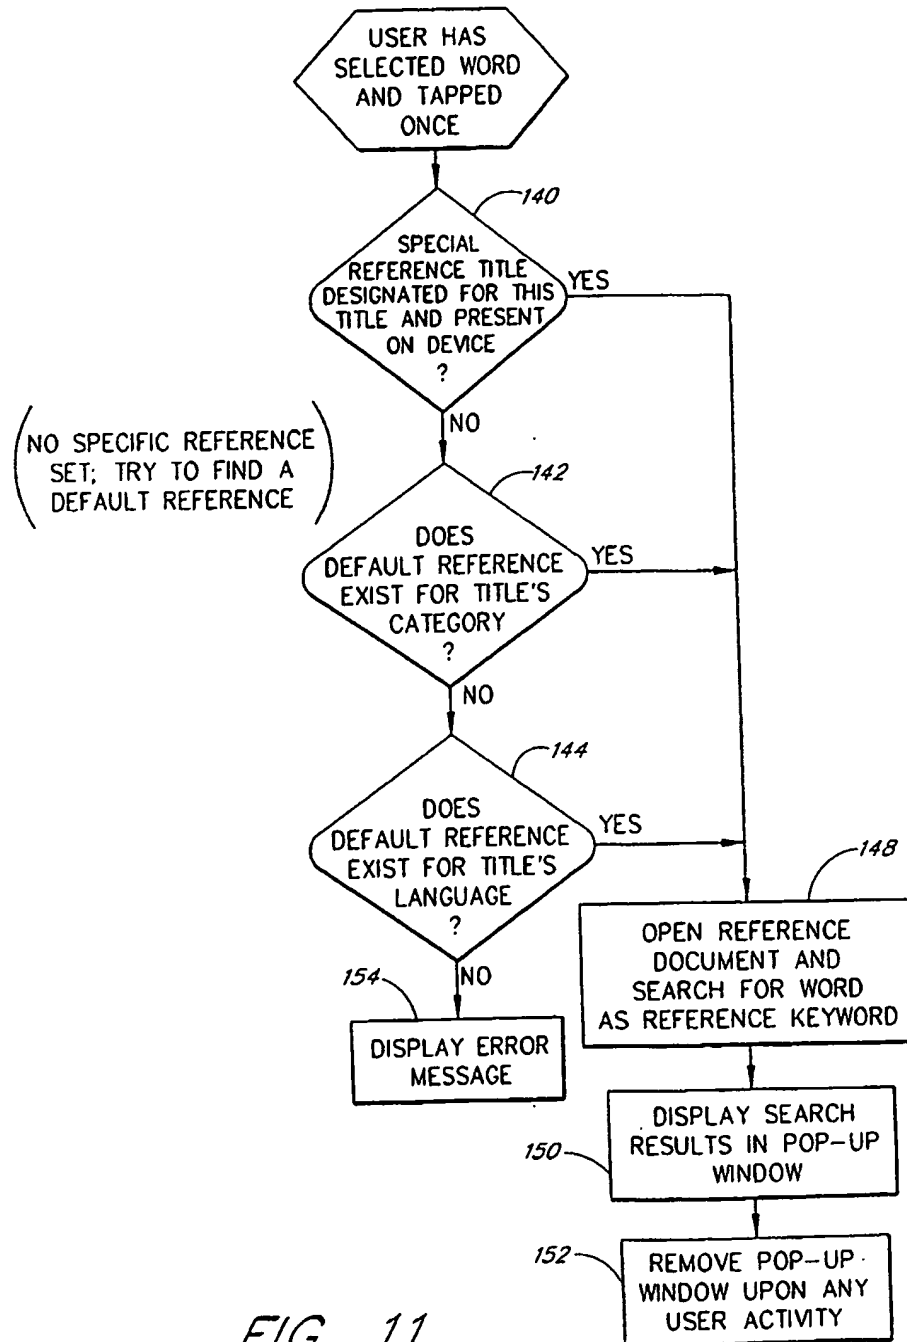 USER HAS
SELECTED WORD
AND TAPPED
ONCE
140
SPECIAL
REFERENCE TITLE
DESIGNATED FOR THIS
TITLE AND PRESENT
ON DEVICE
?
YES
NO
NO SPECIFIC REFERENCE
SET; TRY TO FIND A
DEFAULT REFERENCE
142
DOES
DEFAULT REFERENCE
EXIST FOR TITLE'S
CATEGORY
?
YES
NO
144
DOES
DEFAULT REFERENCE
EXIST FOR TITLE'S
LANGUAGE
?
YES
NO
154
DISPLAY ERROR
MESSAGE
148
OPEN REFERENCE
DOCUMENT AND
SEARCH FOR WORD
AS REFERENCE KEYWORD
DISPLAY SEARCH
RESULTS IN POP-UP
WINDOW
150
152
REMOVE POP-UP
WINDOW UPON ANY
USER ACTIVITY
FIG. 11